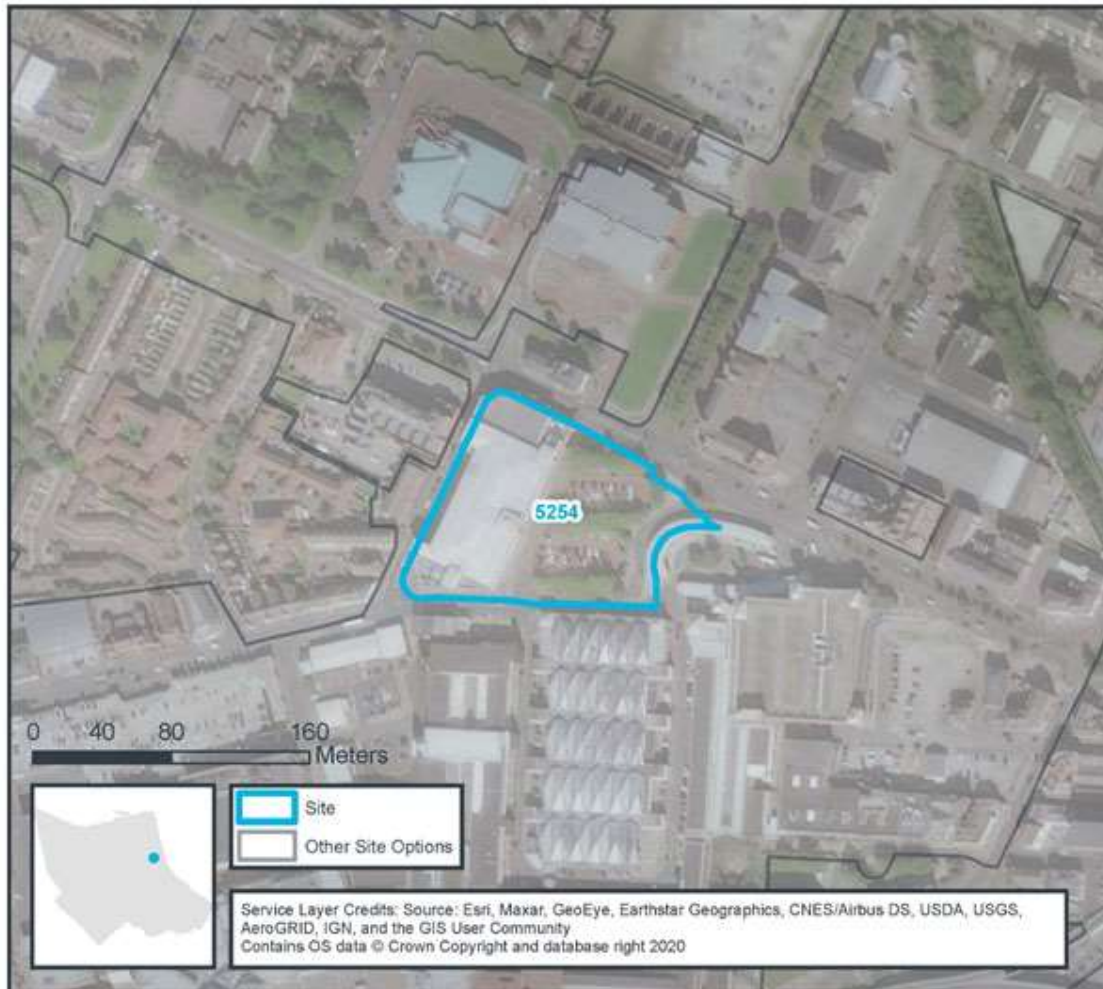 5254
0 40 80 160
Meters
Site
Other Site Options
Service Layer Credits: Source: Esri, Maxar, GeoEye, Earthstar Geographics, CNES/Airbus DS, USDA, USGS,
AeroGRID, IGN, and the GIS User Community
Contains OS data © Crown Copyright and database right 2020